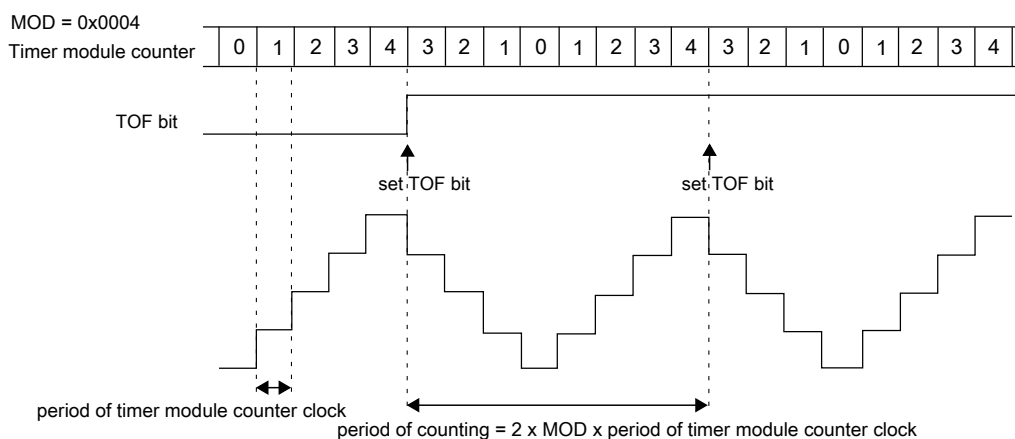 MOD = 0x0004
Timer module counter 0 1 2 3 4 3 2 1 0 1 2 3 4 3 2 1 0 1 2 3 4
TOF bit
set TOF bit set TOF bit
period of timer module counter clock
period of counting = 2 x MOD x period of timer module counter clock